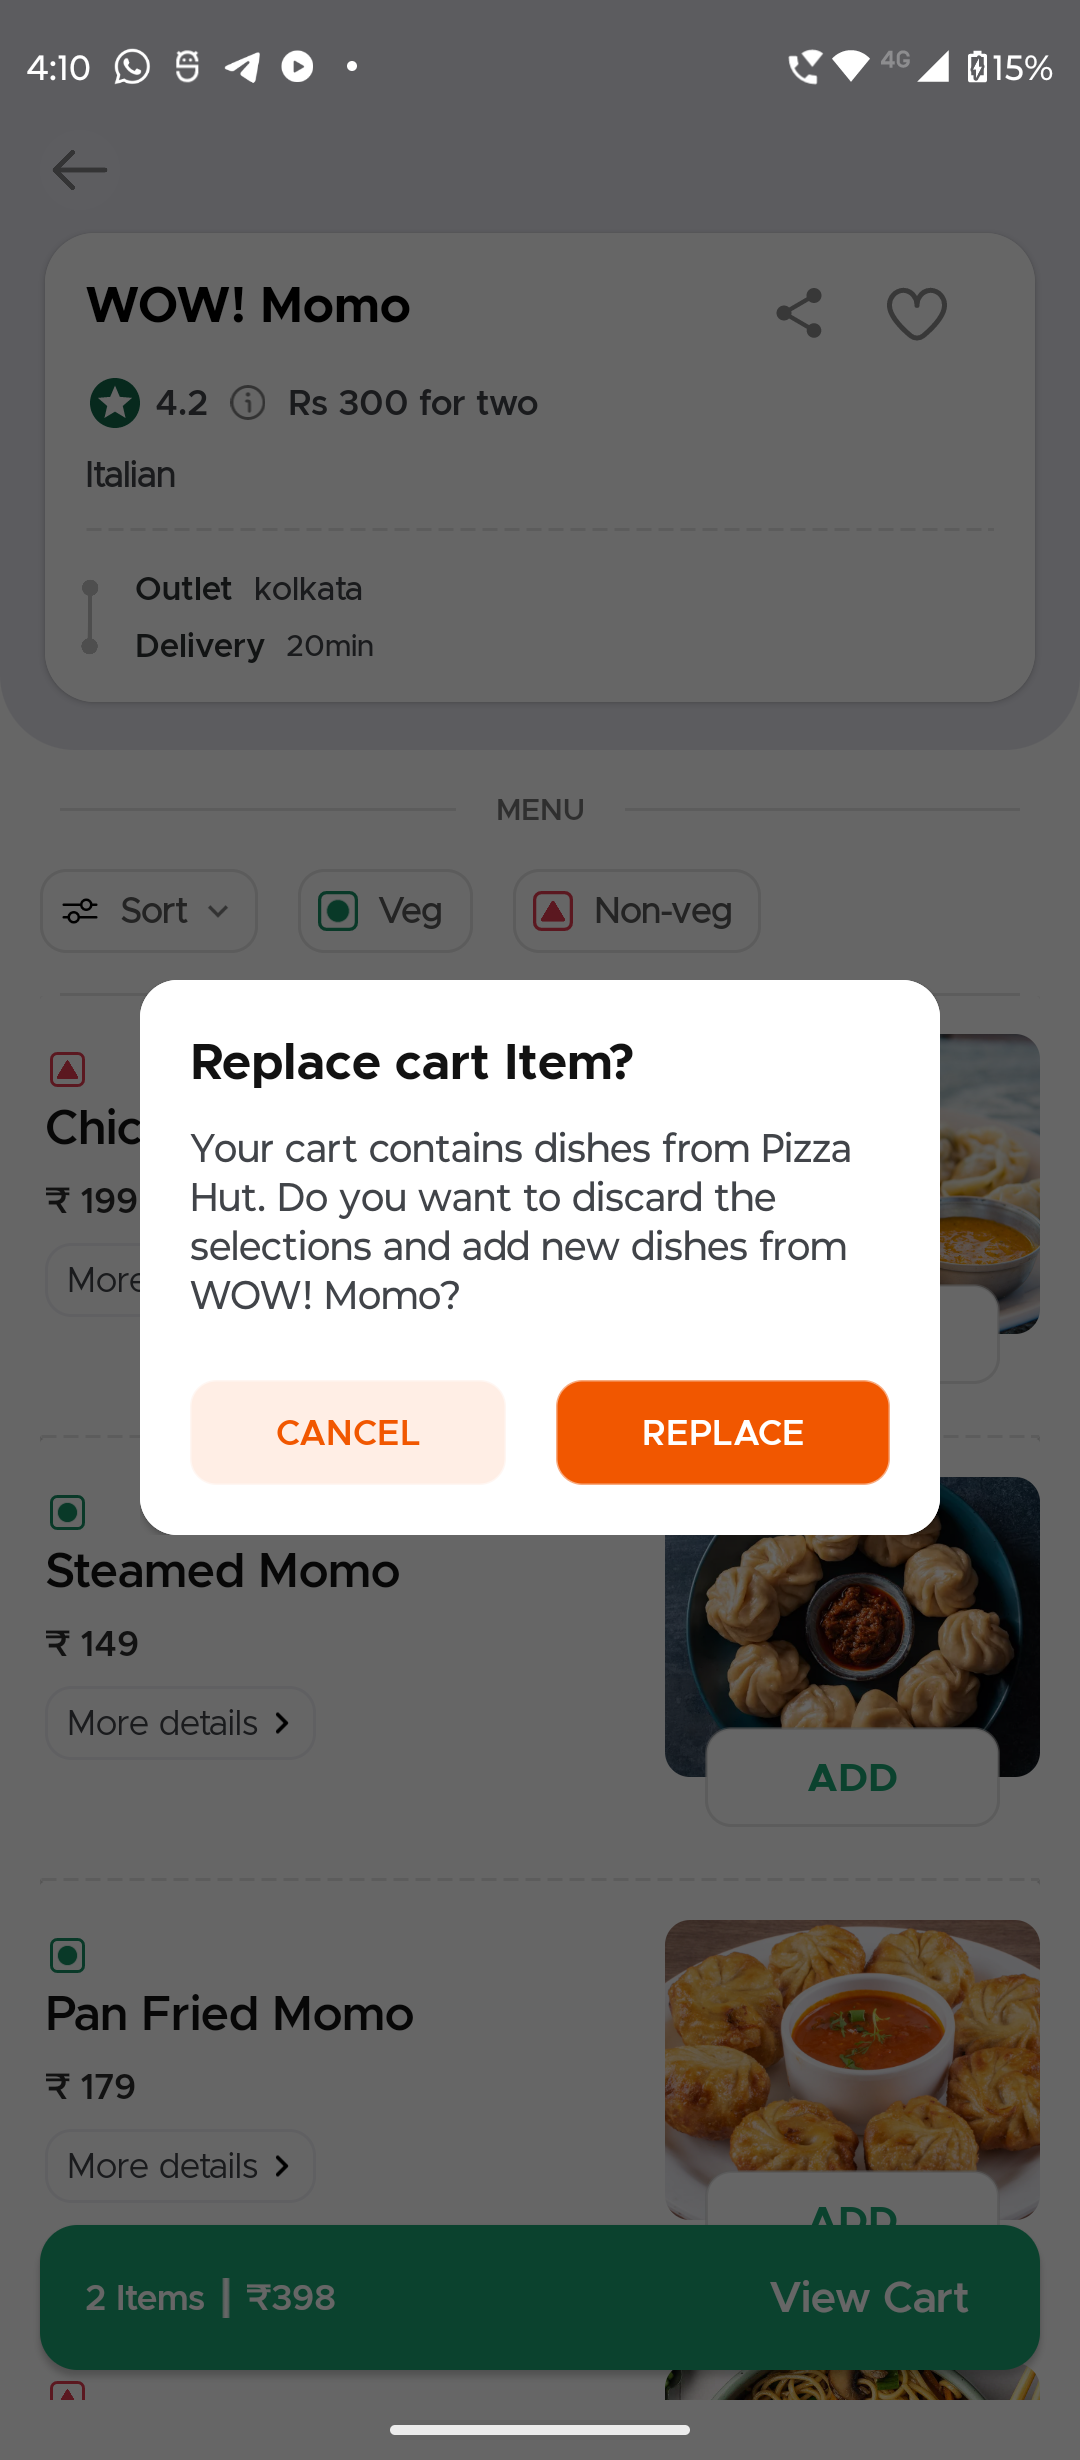 4:10
4G
15%
WOW! Momo
4.2
Rs 300 for two
Italian
Outlet kolkata
Delivery 20min
MENU
Sort
Veg
Non-veg
Replace cart Item?
Your cart contains dishes from Pizza
Hut. Do you want to discard the
selections and add new dishes from
WOW! Momo?
CANCEL
REPLACE
Chic
₹ 199
More
Steamed Momo
₹ 149
More details
ADD
Pan Fried Momo
₹ 179
More details
ADD
2 Items | ₹398
View Cart